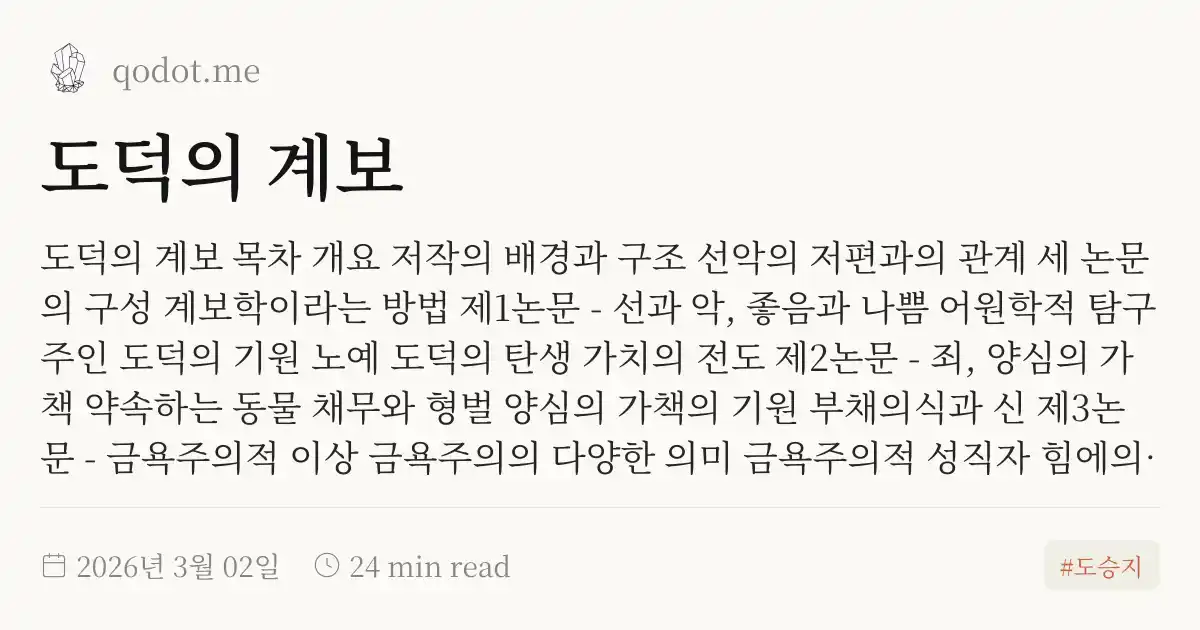 qodot.me
도덕의 계보
도덕의 계보 목차 개요 저작의 배경과 구조 선악의 저편과의 관계 세 논문
의 구성 계보학이라는 방법 제1논문 - 선과 악, 좋음과 나쁨 어원학적 탐구
주인 도덕의 기원 노예 도덕의 탄생 가치의 전도 제2논문 - 죄, 양심의 가
책 약속하는 동물 채무와 형벌 양심의 가책의 기원 부채의식과 신 제3논
문 - 금욕주의적 이상 금욕주의의 다양한 의미 금욕주의적 성직자 힘에의·
2026년 3월 02일
24 min read
#도승지